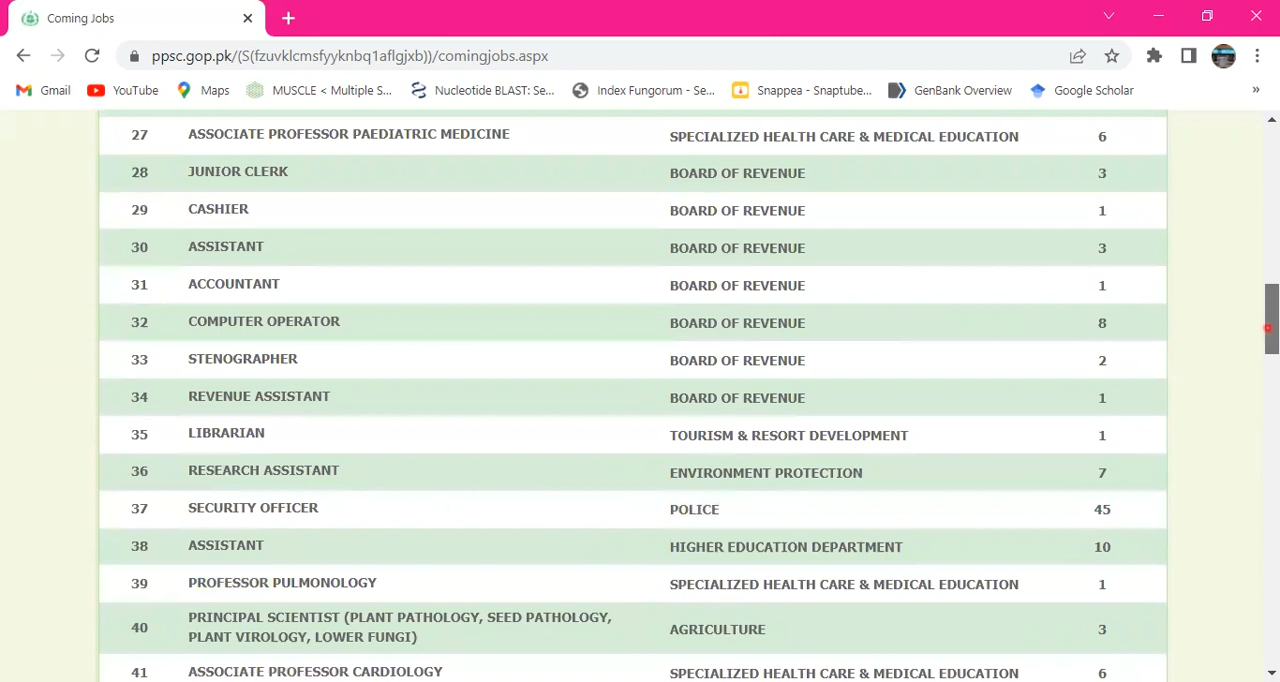 Coming Jobs
ppsc.gop.pk/(S(fzuvklcmsfyyknbq1aflgjxb))/comingjobs.aspx
Gmail YouTube Maps MUSCLE < Multiple S... Nucleotide BLAST: Se... Index Fungorum - Se... Snappea - Snaptube... GenBank Overview Google Scholar »
27 ASSOCIATE PROFESSOR PAEDIATRIC MEDICINE SPECIALIZED HEALTH CARE & MEDICAL EDUCATION 6
28 JUNIOR CLERK BOARD OF REVENUE 3
29 CASHIER BOARD OF REVENUE 1
30 ASSISTANT BOARD OF REVENUE 3
31 ACCOUNTANT BOARD OF REVENUE 1
32 COMPUTER OPERATOR BOARD OF REVENUE 8
33 STENOGRAPHER BOARD OF REVENUE 2
34 REVENUE ASSISTANT BOARD OF REVENUE 1
35 LIBRARIAN TOURISM & RESORT DEVELOPMENT 1
36 RESEARCH ASSISTANT ENVIRONMENT PROTECTION 7
37 SECURITY OFFICER POLICE 45
38 ASSISTANT HIGHER EDUCATION DEPARTMENT 10
39 PROFESSOR PULMONOLOGY SPECIALIZED HEALTH CARE & MEDICAL EDUCATION 1
40 PRINCIPAL SCIENTIST (PLANT PATHOLOGY, SEED PATHOLOGY,
PLANT VIROLOGY, LOWER FUNGI) AGRICULTURE 3
41 ASSOCIATE PROFESSOR CARDIOLOGY SPECIALIZED HEALTH CARE & MEDICAL EDUCATION 6